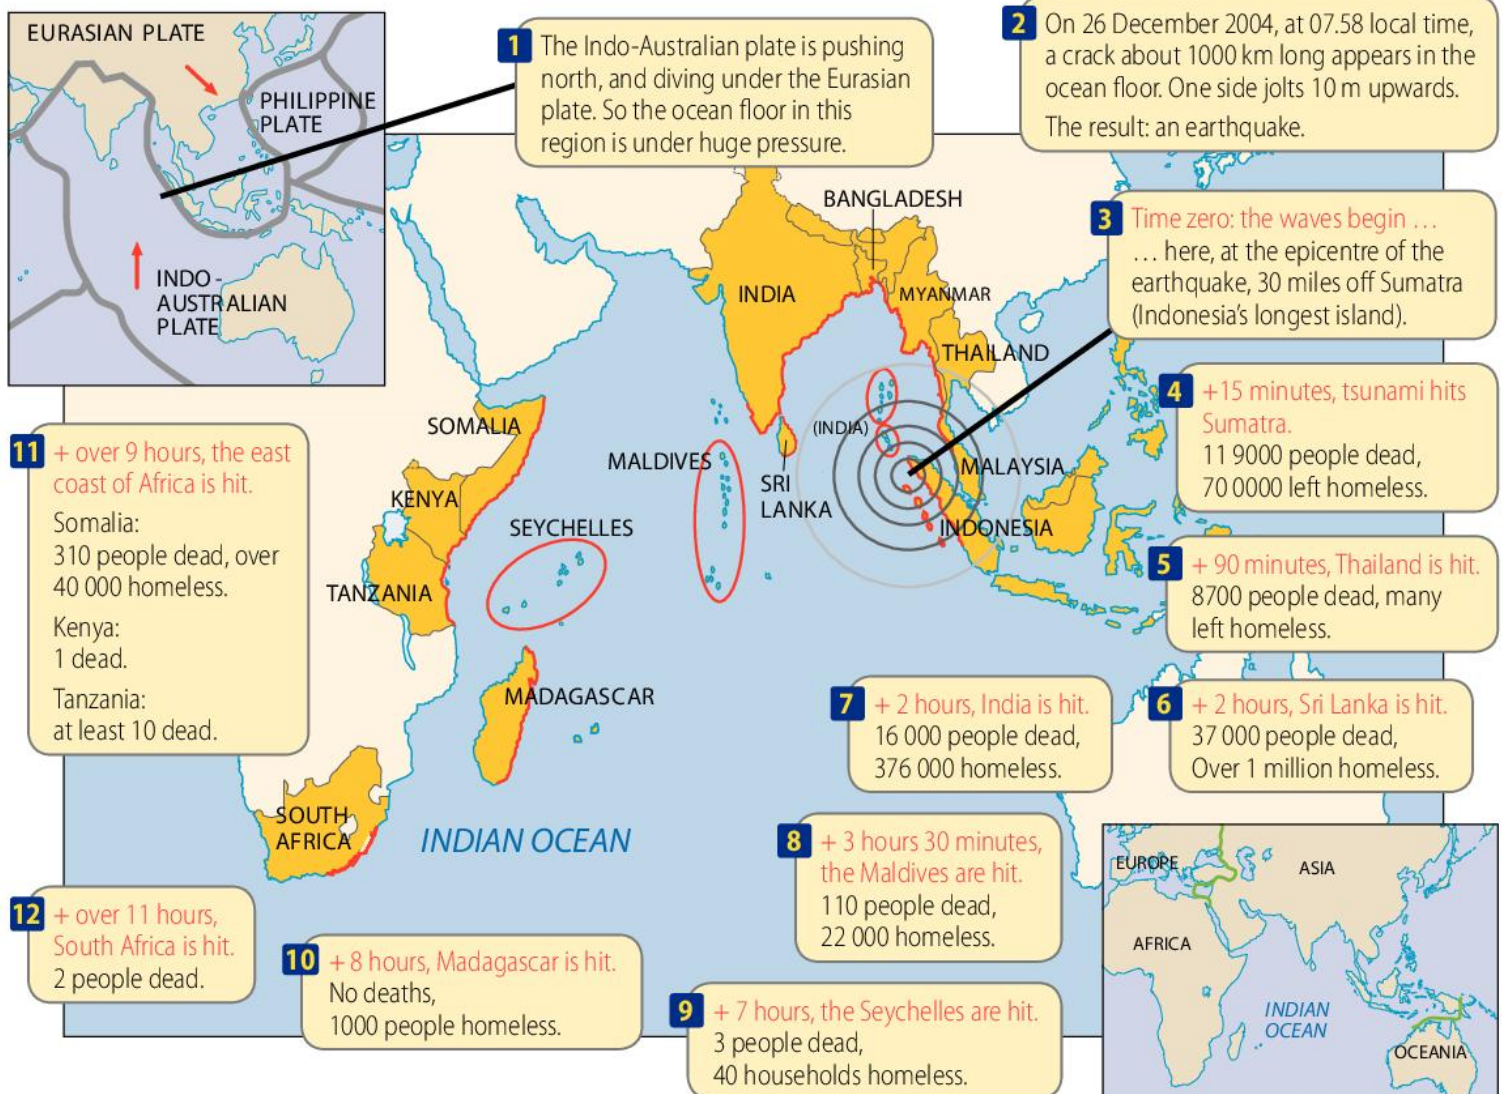 EURASIAN PLATE
PHILIPPINE
PLATE
INDO -
AUSTRALIAN
PLATE
1
The Indo-Australian plate is pushing
north, and diving under the Eurasian
plate. So the ocean floor in this
region is under huge pressure.
2
On 26 December 2004, at 07.58 local time,
a crack about 1000 km long appears in the
ocean floor. One side jolts 10 m upwards.
The result: an earthquake.
3
Time zero: the waves begin …
… here, at the epicentre of the
earthquake, 30 miles off Sumatra
(Indonesia's longest island).
4
+15 minutes, tsunami hits
Sumatra.
11 9000 people dead,
70 0000 left homeless.
5
+ 90 minutes, Thailand is hit.
8700 people dead, many
left homeless.
6
+ 2 hours, Sri Lanka is hit.
37 000 people dead,
Over 1 million homeless.
7
+ 2 hours, India is hit.
16 000 people dead,
376 000 homeless.
8
+ 3 hours 30 minutes,
the Maldives are hit.
110 people dead,
22 000 homeless.
9
+ 7 hours, the Seychelles are hit.
3 people dead,
40 households homeless.
10
+ 8 hours, Madagascar is hit.
No deaths,
1000 people homeless.
11
+ over 9 hours, the east
coast of Africa is hit.
Somalia:
310 people dead, over
40 000 homeless.
Kenya:
1 dead.
Tanzania:
at least 10 dead.
12
+ over 11 hours,
South Africa is hit.
2 people dead.
BANGLADESH
INDIA
MYANMAR
THAILAND
(INDIA)
SOMALIA
MALDIVES
SRI
LANKA
MALAYSIA
INDONESIA
KENYA
SEYCHELLES
TANZANIA
MADAGASCAR
SOUTH
AFRICA
INDIAN OCEAN
EUROPE
ASIA
AFRICA
INDIAN
OCEAN
OCEANIA